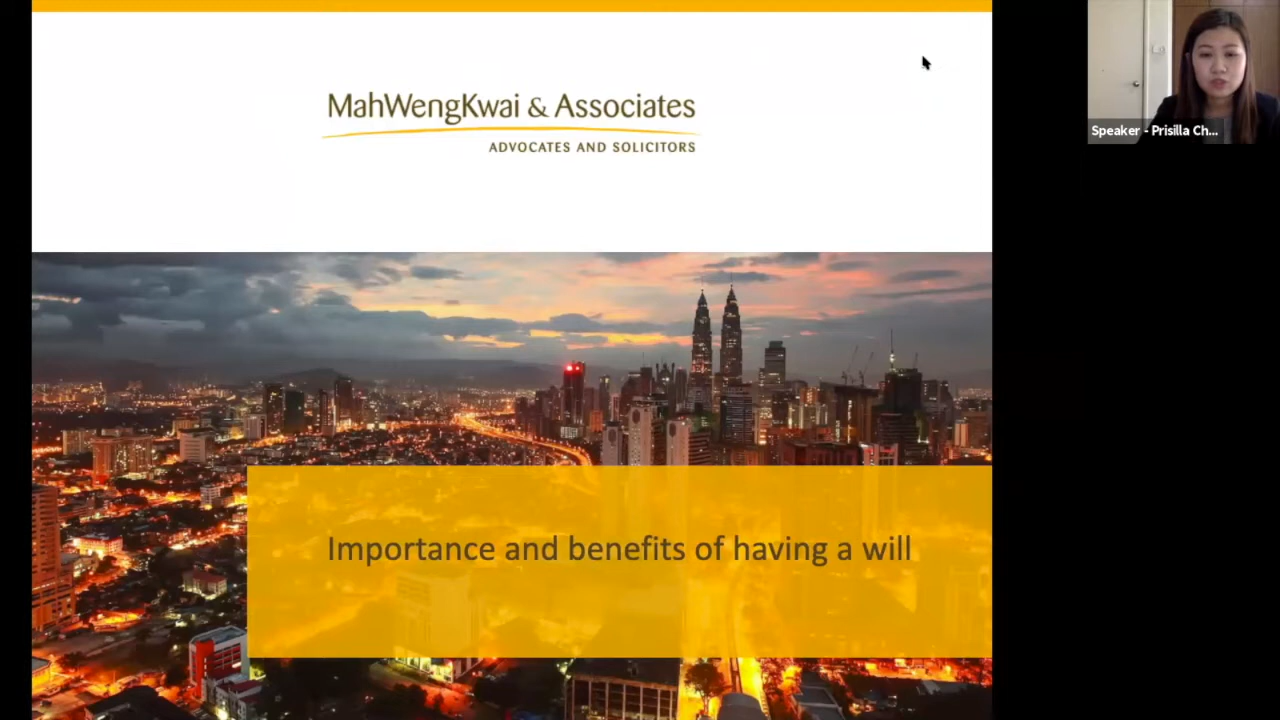 MahWengKwai & Associates
ADVOCATES AND SOLICITORS
Speaker - Prisilla Ch...
Importance and benefits of having a will